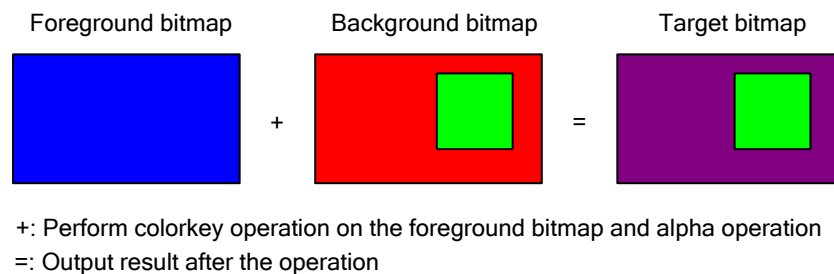 Foreground bitmap Background bitmap Target bitmap
+ =
+: Perform colorkey operation on the foreground bitmap and alpha operation
=: Output result after the operation